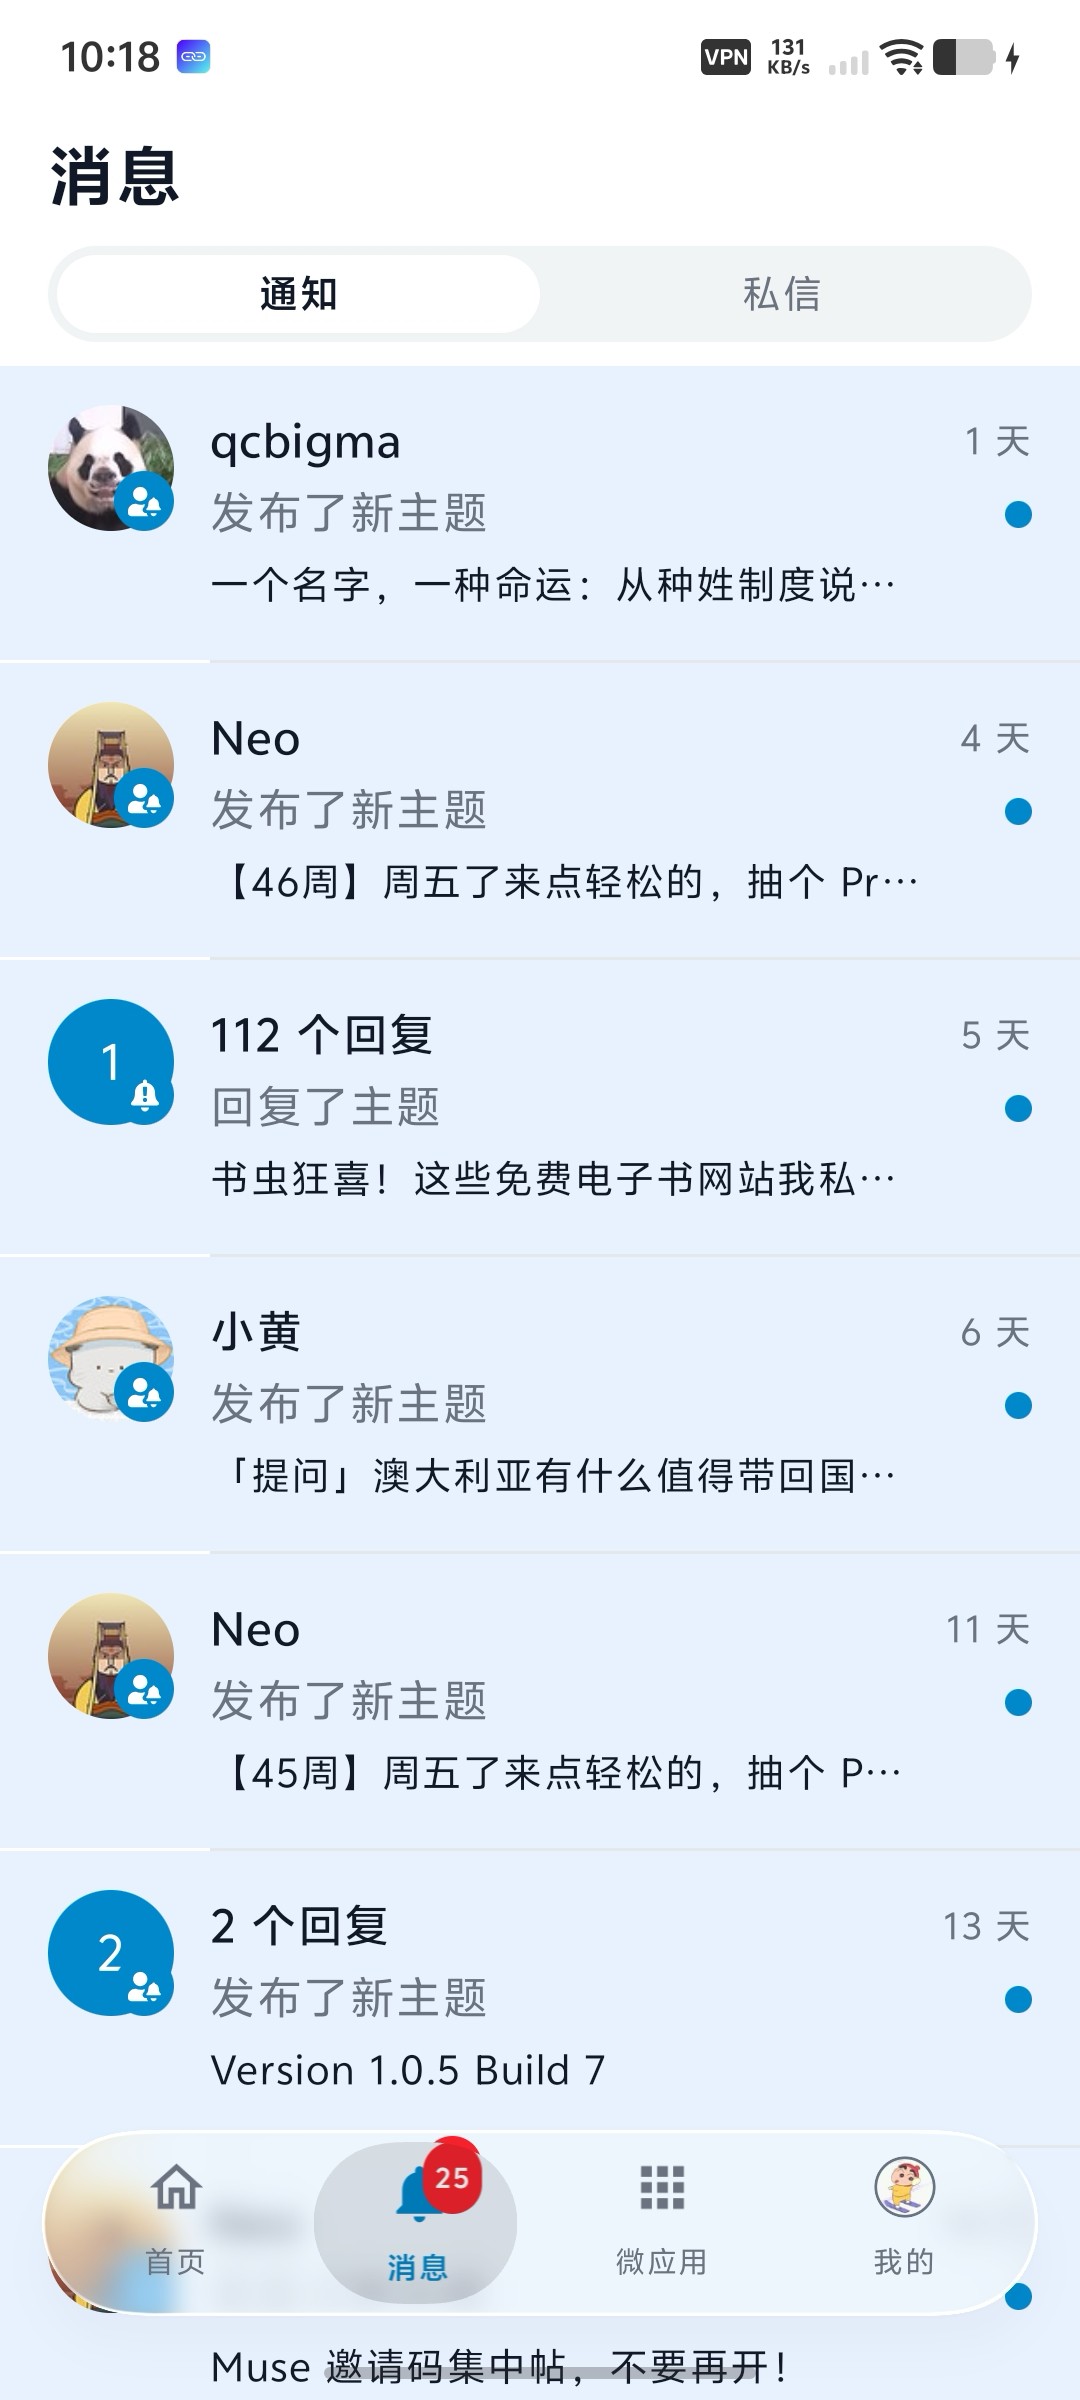 10:18
VPN 131 KB/s
消息
通知 私信
qcbigma 1 天
发布了新主题
一个名字，一种命运：从种姓制度说…
Neo 4 天
发布了新主题
【46周】周五了来点轻松的，抽个 Pr…
1 112 个回复 5 天
回复了主题
书虫狂喜！这些免费电子书网站我私…
小黄 6 天
发布了新主题
「提问」澳大利亚有什么值得带回国…
Neo 11 天
发布了新主题
【45周】周五了来点轻松的，抽个 P…
2 2 个回复 13 天
发布了新主题
Version 1.0.5 Build 7
25
首页 消息 微应用 我的
Muse 邀请码集中帖，不要再开！